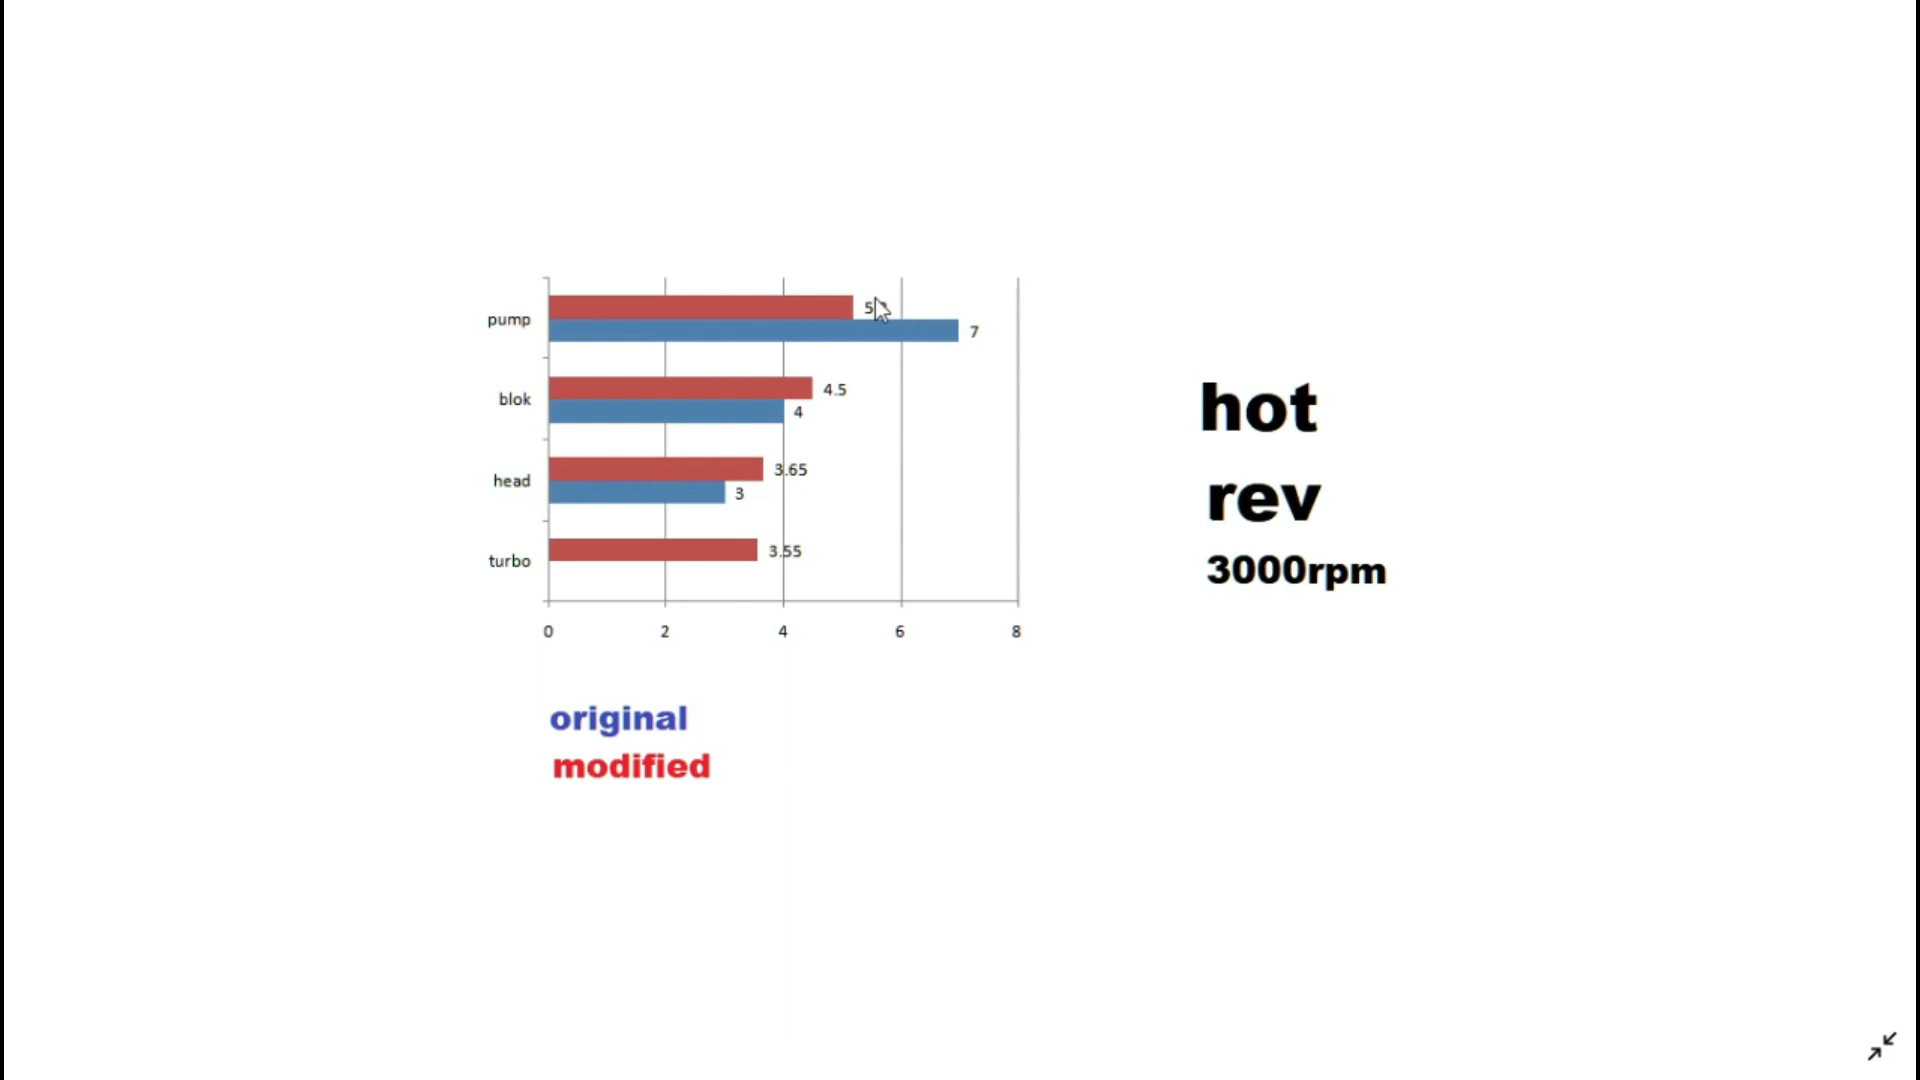 pump
7
blok
4.5
4
head
3.65
3
turbo
3.55
0 2 4 6 8
original
modified
hot
rev
3000rpm